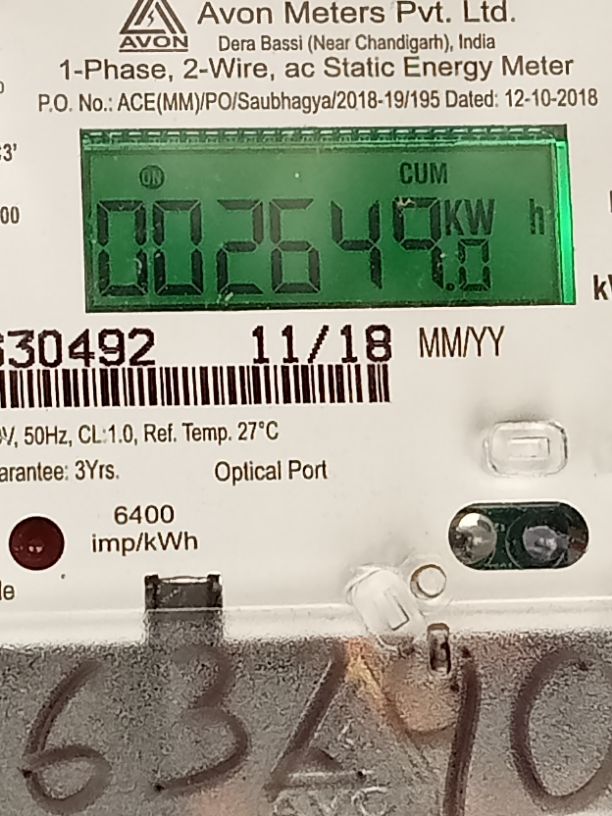 Avon Meters Pvt. Ltd.
AVON
Dera Bassi (Near Chandigarh), India
1-Phase, 2-Wire, ac Static Energy Meter
P.O. No.: ACE(MM)/PO/Saubhagya/2018-19/195 Dated: 12-10-2018
ON CUM
002649.0 KW h
30492 11/18 MM/YY
V, 50Hz, CL:1.0, Ref. Temp. 27°C
arantee: 3Yrs. Optical Port
6400
imp/kWh